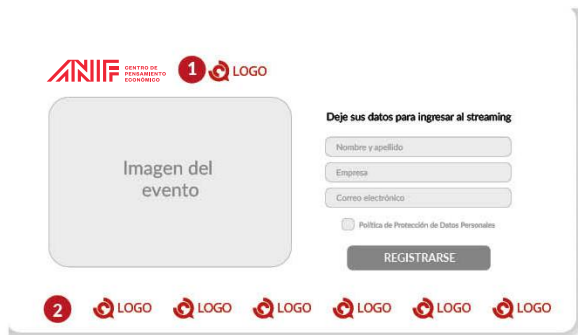 ANIF CENTRO DE
PENSAMIENTO
ECONÓMICO
1 LOGO
Imagen del
evento
Deje sus datos para ingresar al streaming
Nombre y apellido
Empresa
Correo electrónico
Política de Protección de Datos Personales
REGISTRARSE
2 LOGO LOGO LOGO LOGO LOGO LOGO